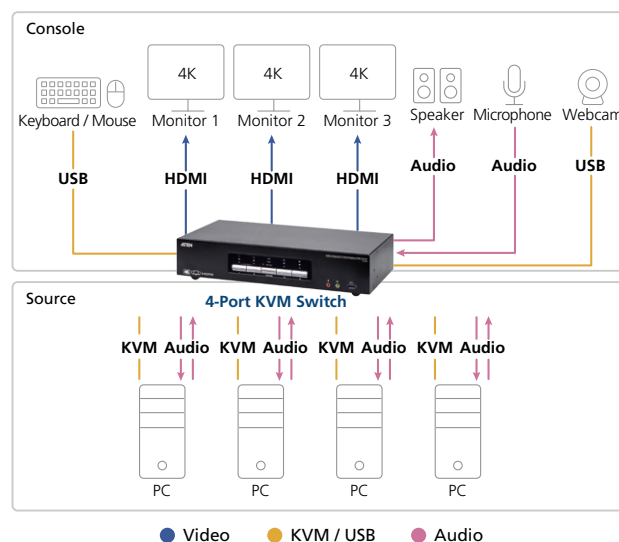 Console
4K 4K 4K
Keyboard / Mouse Monitor 1 Monitor 2 Monitor 3 Speaker Microphone Webcam
USB HDMI HDMI HDMI Audio Audio USB
ATEN
Source
4-Port KVM Switch
KVM Audio KVM Audio KVM Audio KVM Audio
PC PC PC PC
Video KVM / USB Audio